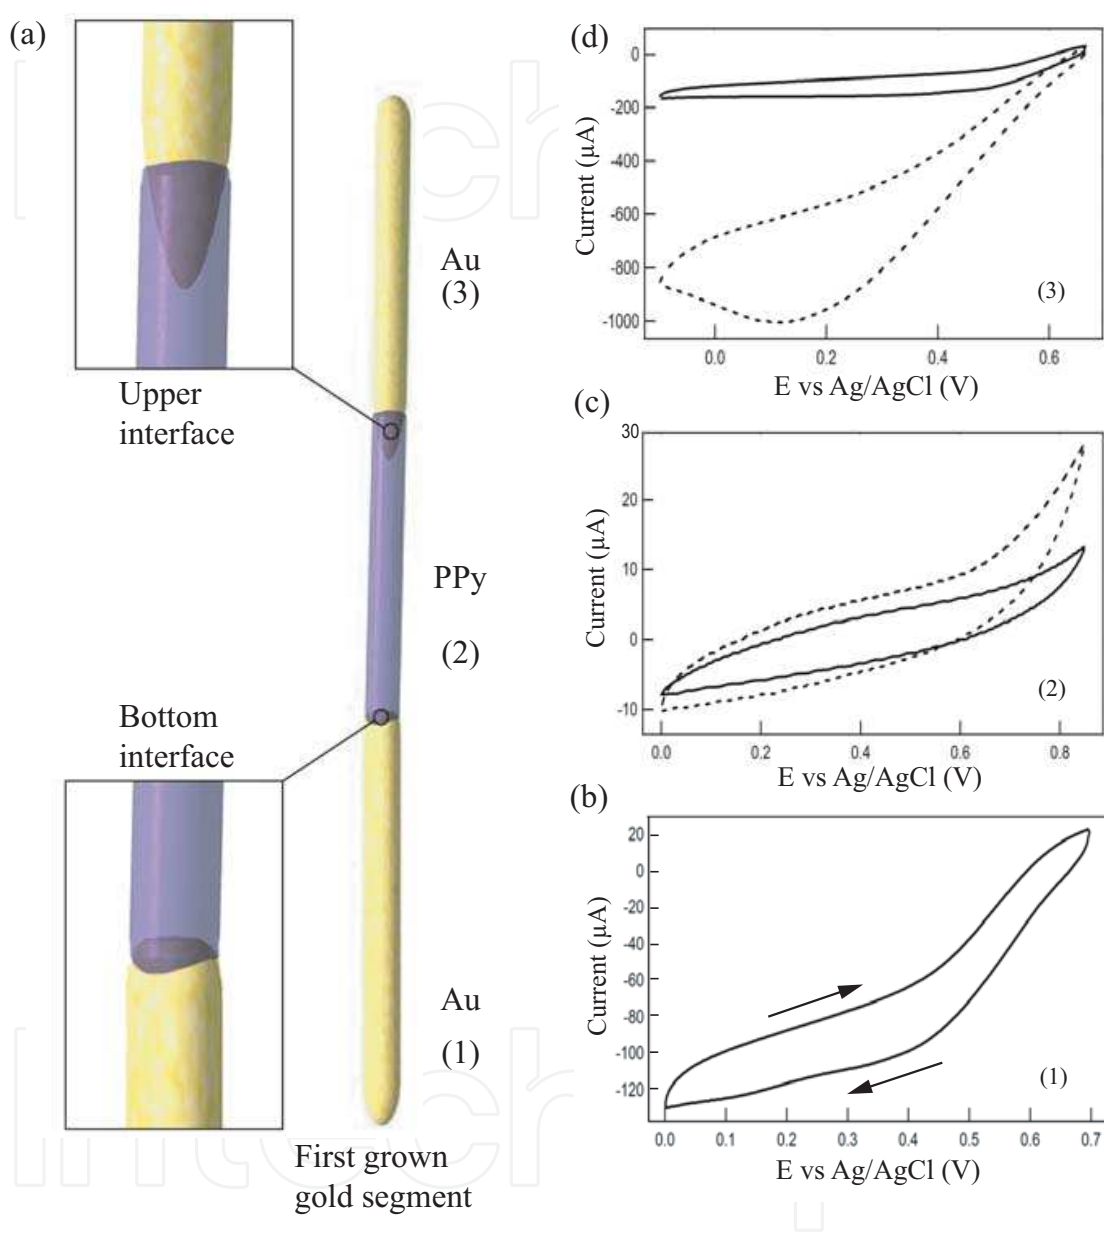 (a)
Upper
interface
Au
(3)
PPy
(2)
Bottom
interface
Au
(1)
First grown
gold segment
(d)
0
-200
-400
-600
-800
-1000
Current (µA)
(3)
0.0 0.2 0.4 0.6
E vs Ag/AgCl (V)
(c)
30
20
10
0
-10
Current (µA)
(2)
0.0 0.2 0.4 0.6 0.8
E vs Ag/AgCl (V)
(b)
20
0
-20
-40
-60
-80
-100
-120
Current (µA)
(1)
0.0 0.1 0.2 0.3 0.4 0.5 0.6 0.7
E vs Ag/AgCl (V)